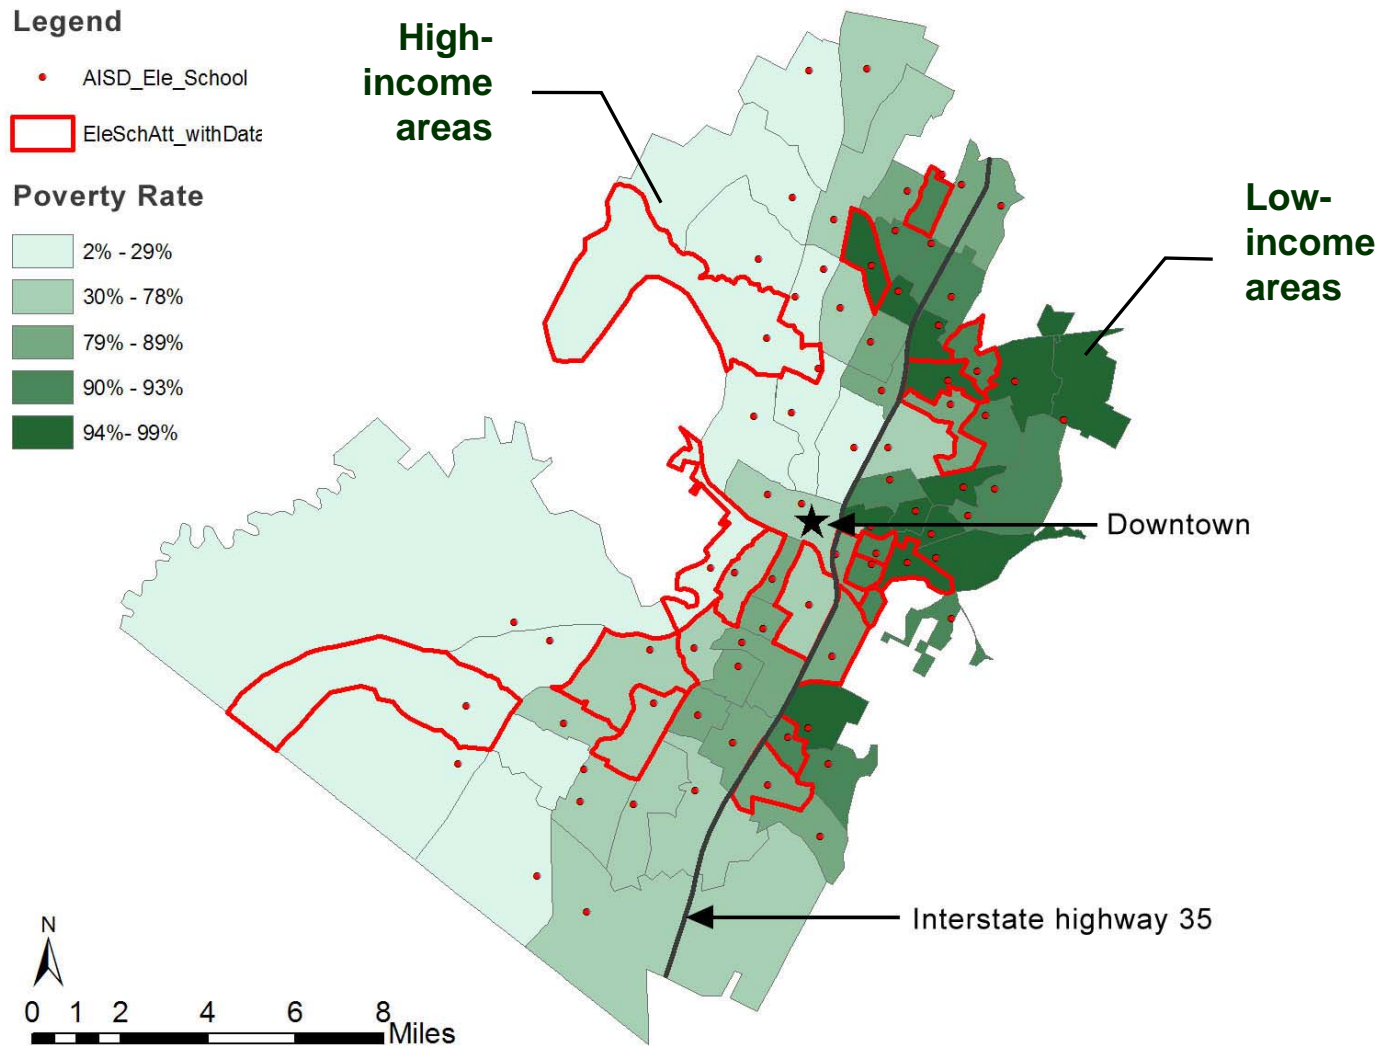 Legend
AISD_Ele_School
EleSchAtt_withData
Poverty Rate
2% - 29%
30% - 78%
79% - 89%
90% - 93%
94%- 99%
High-
income
areas
Low-
income
areas
Downtown
Interstate highway 35
N
0 1 2 4 6 8
Miles